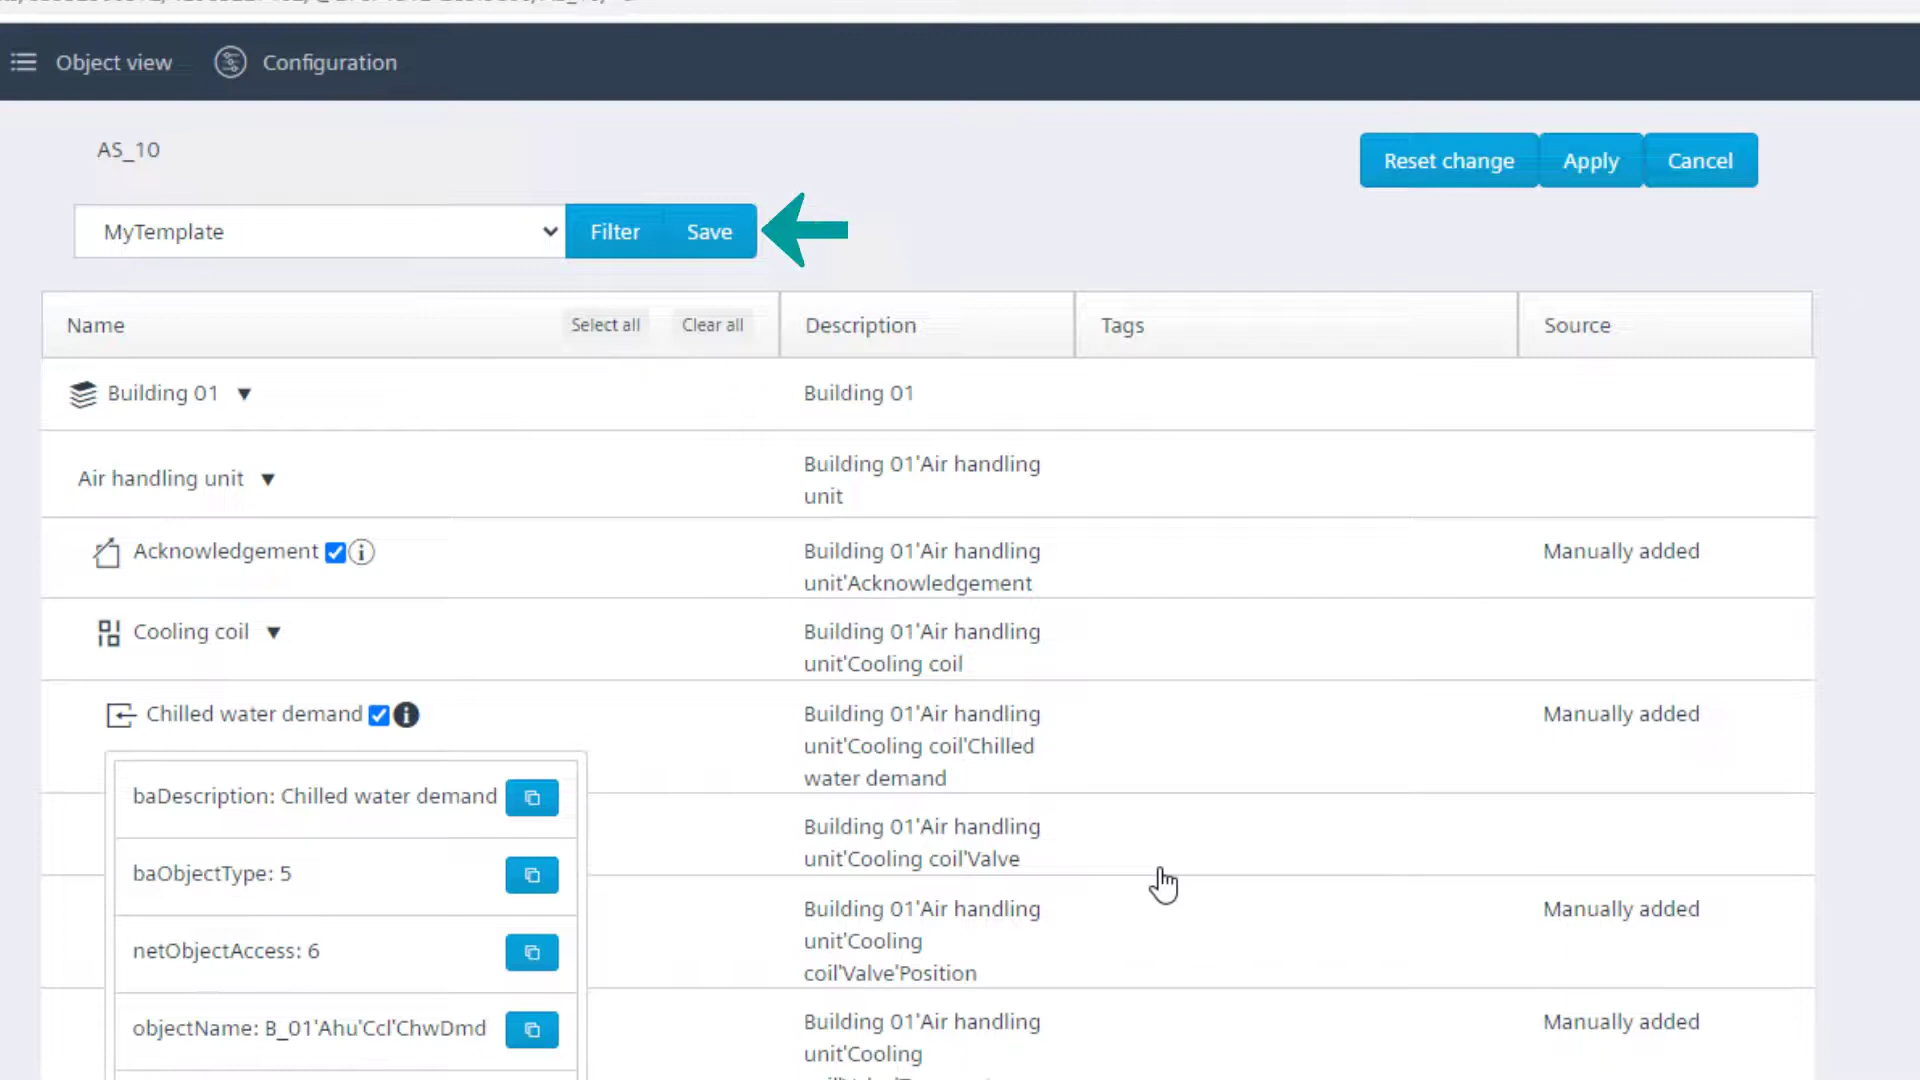 Object view
Configuration
AS_10
Reset change
Apply
Cancel
MyTemplate
Filter
Save
Name
Select all
Clear all
Description
Tags
Source
Building 01
Building 01
Air handling unit
Building 01'Air handling
unit
Acknowledgement
Building 01'Air handling
unit'Acknowledgement
Manually added
Cooling coil
Building 01'Air handling
unit'Cooling coil
Chilled water demand
Building 01'Air handling
unit'Cooling coil'Chilled
water demand
Manually added
baDescription: Chilled water demand
Building 01'Air handling
unit'Cooling coil'Valve
baObjectType: 5
Building 01'Air handling
unit'Cooling
coil'Valve'Position
Manually added
netObjectAccess: 6
objectName: B_01'Ahu'Ccl'ChwDmd
Building 01'Air handling
unit'Cooling
Manually added